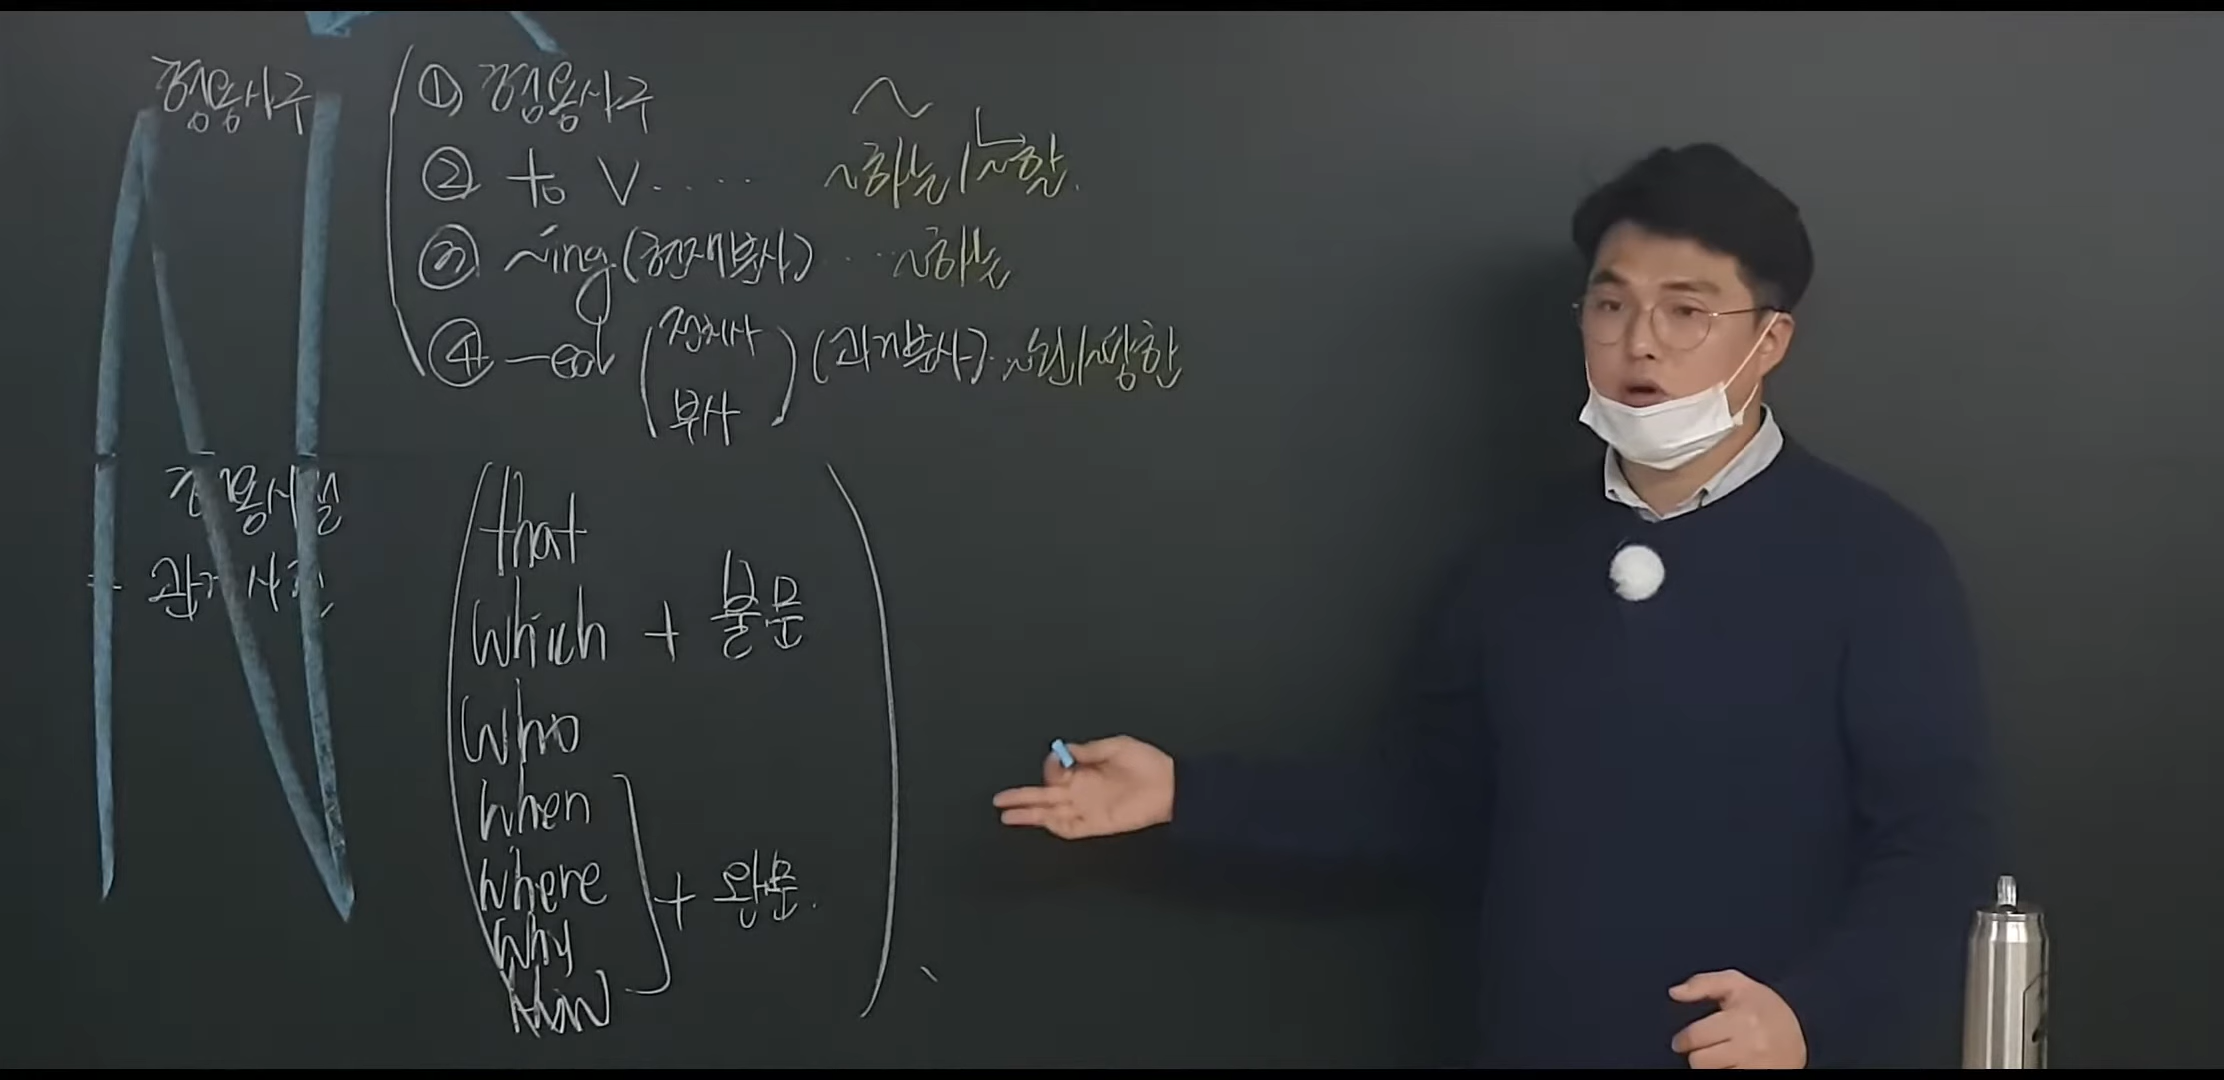 형용사구
① 형용사구
② to V ..... ~하는/~할.
③ ~ing (현재분사) ... ~하는
④ -ed (전치사 부사) (과거분사) .. ~된/~당한
형용사절
= 관계사절
that
which + 불문
who
when
where + 완문.
why
how